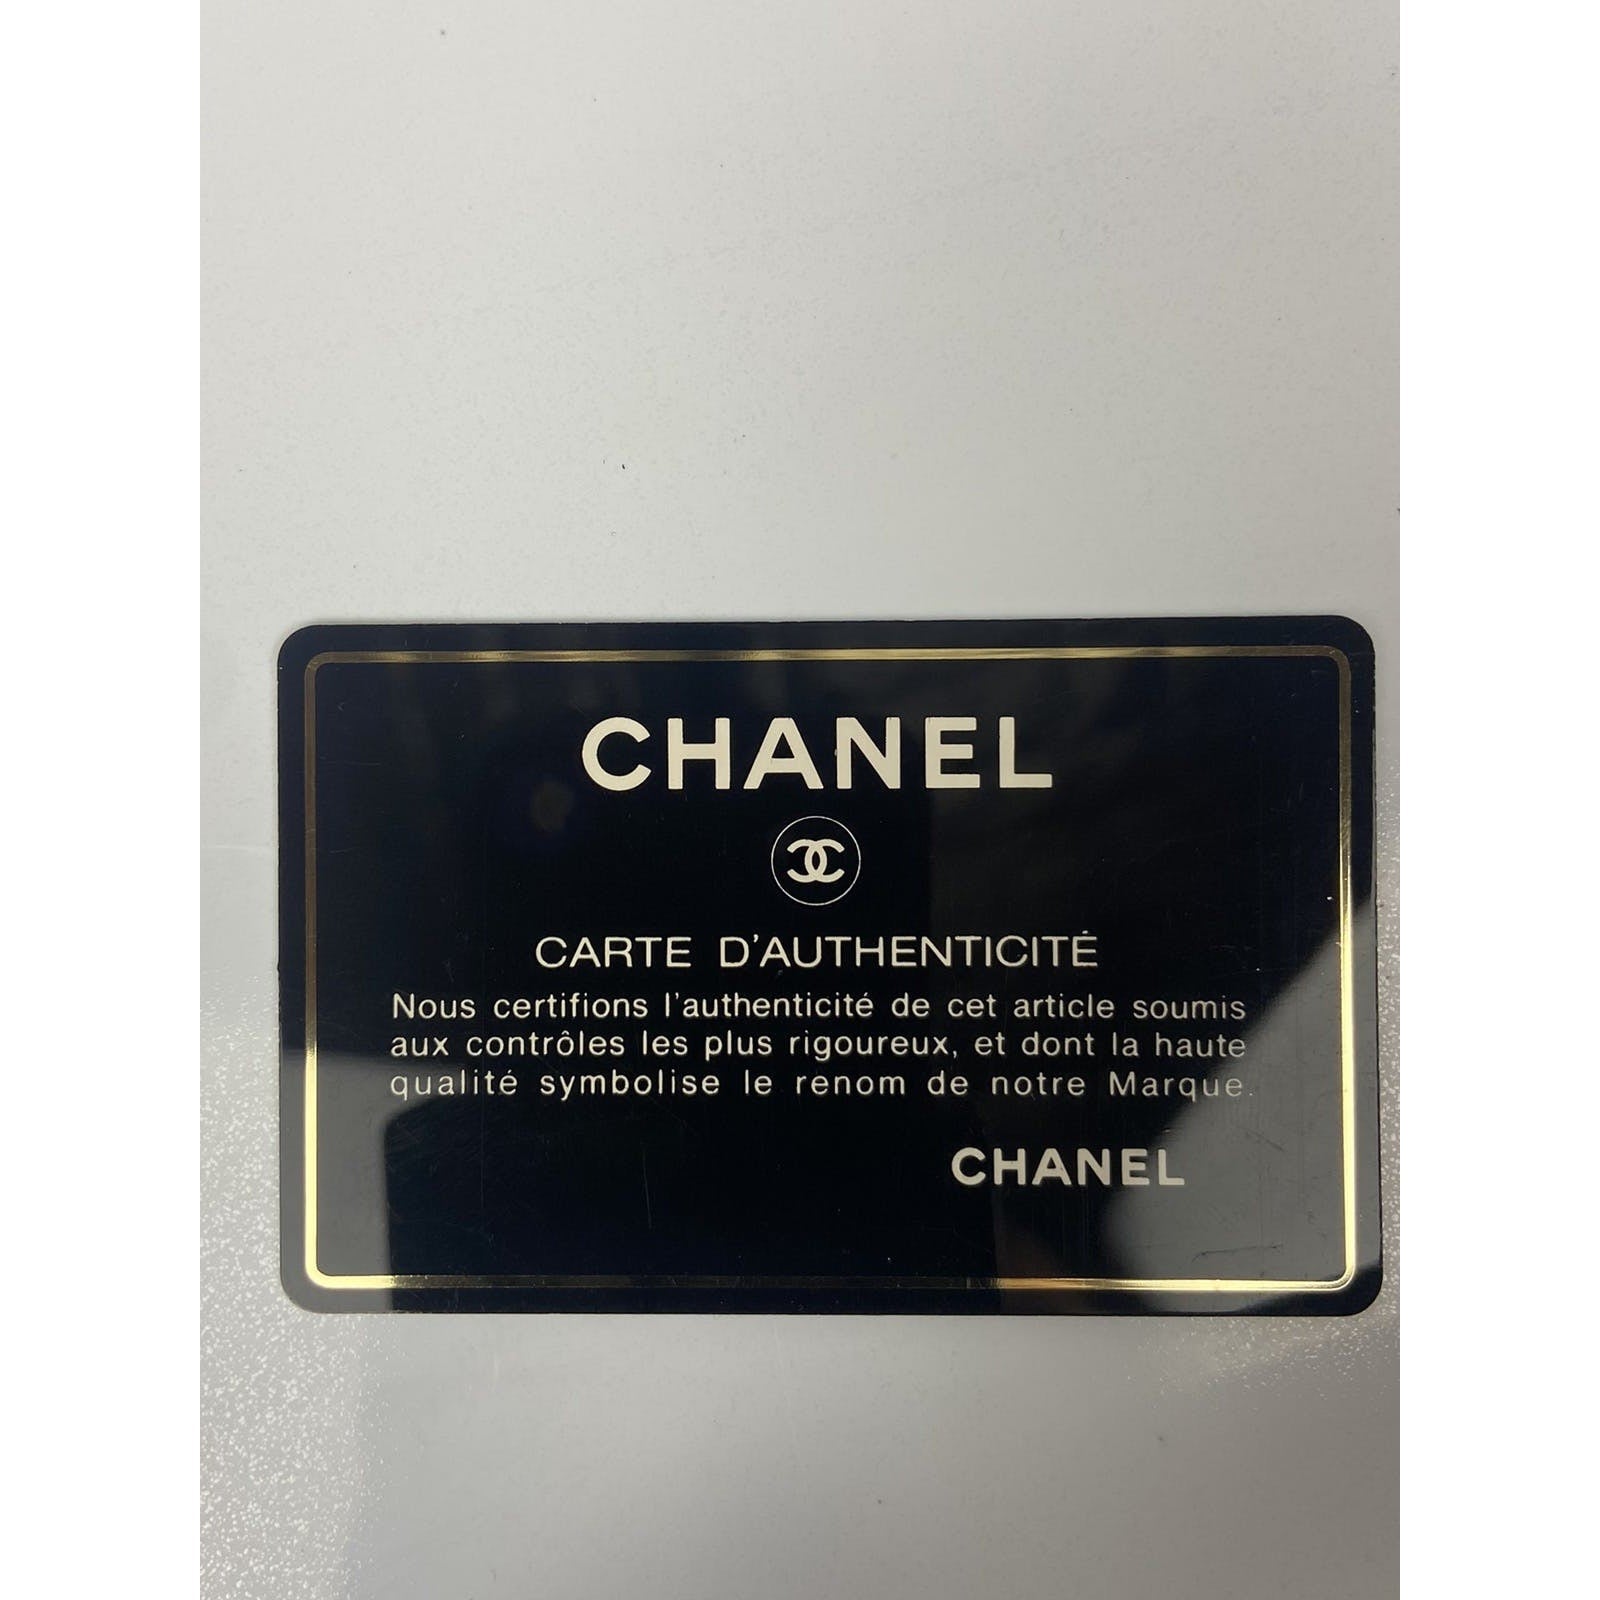 CHANEL
CARTE D'AUTHENTICITÉ
Nous certifions l'authenticité de cet article soumis
aux contrôles les plus rigoureux, et dont la haute
qualité symbolise le renom de notre Marque.
CHANEL